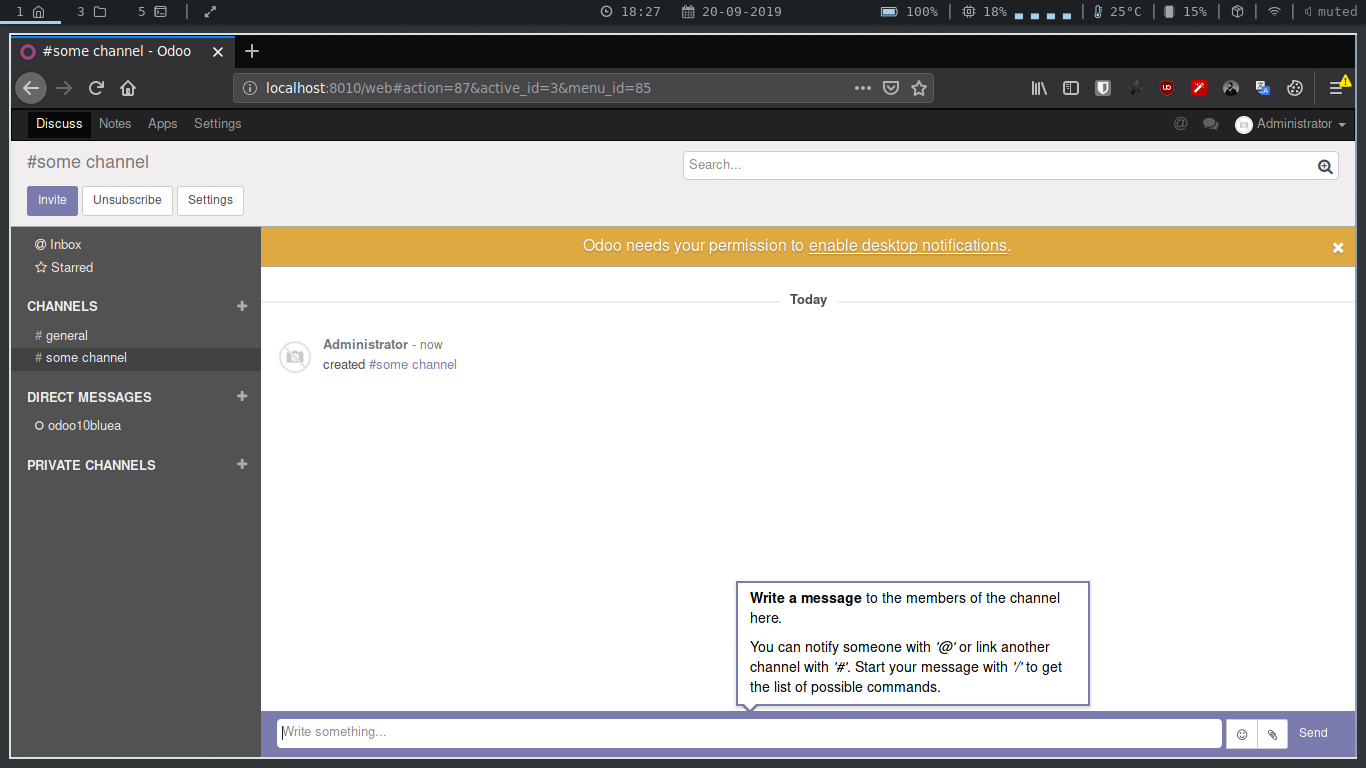 1 3 5 18:27 20-09-2019 100% 18% 25°C 15% muted
#some channel - Odoo
localhost:8010/web#action=87&active_id=3&menu_id=85
Discuss Notes Apps Settings @ Administrator
#some channel
Search...
Invite Unsubscribe Settings
@ Inbox
Starred
CHANNELS +
# general
# some channel
DIRECT MESSAGES +
odoo10bluea
PRIVATE CHANNELS +
Odoo needs your permission to enable desktop notifications.
Today
Administrator - now
created #some channel
Write a message to the members of the channel
here.
You can notify someone with '@' or link another
channel with '#'. Start your message with '/' to get
the list of possible commands.
Write something...
Send